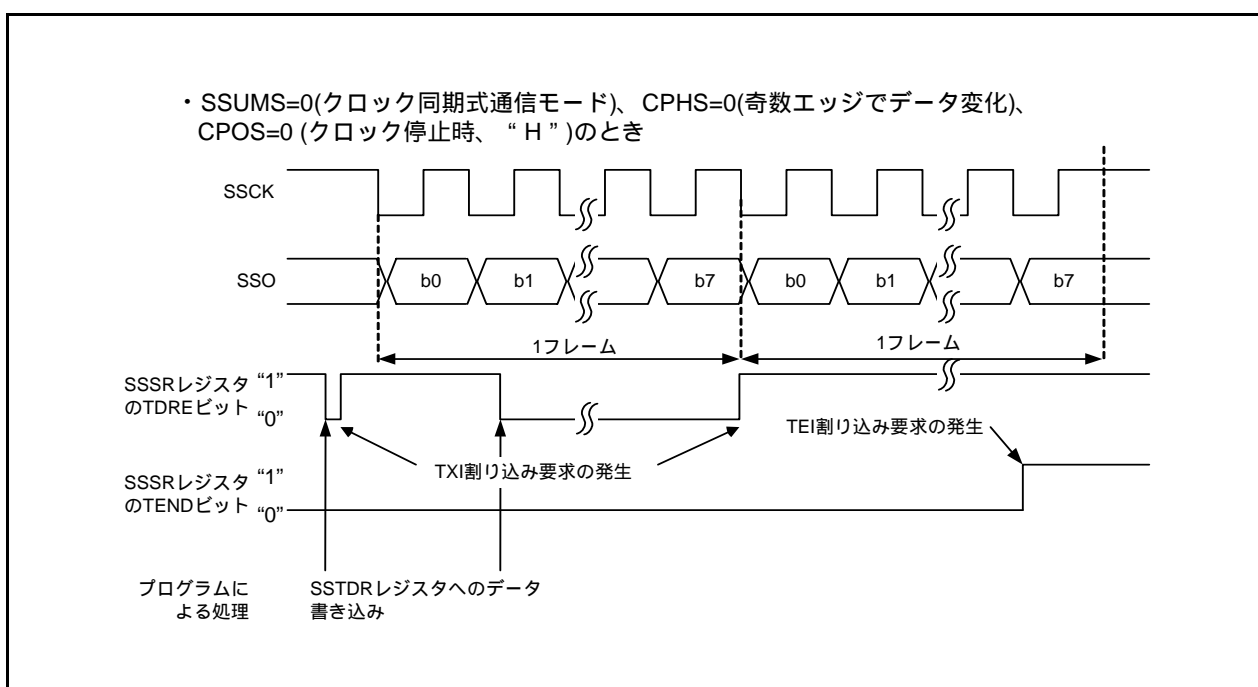 ・SSUMS=0(クロック同期式通信モード)、CPHS=0(奇数エッジでデータ変化)、
CPOS=0 (クロック停止時、“H”)のとき
SSCK
SSO
b0
b1
b7
b0
b1
b7
1フレーム
1フレーム
SSSRレジスタ “1”
のTDREビット “0”
TXI割り込み要求の発生
TEI割り込み要求の発生
SSSRレジスタ “1”
のTENDビット “0”
プログラムに
よる処理
SSTDRレジスタへのデータ
書き込み